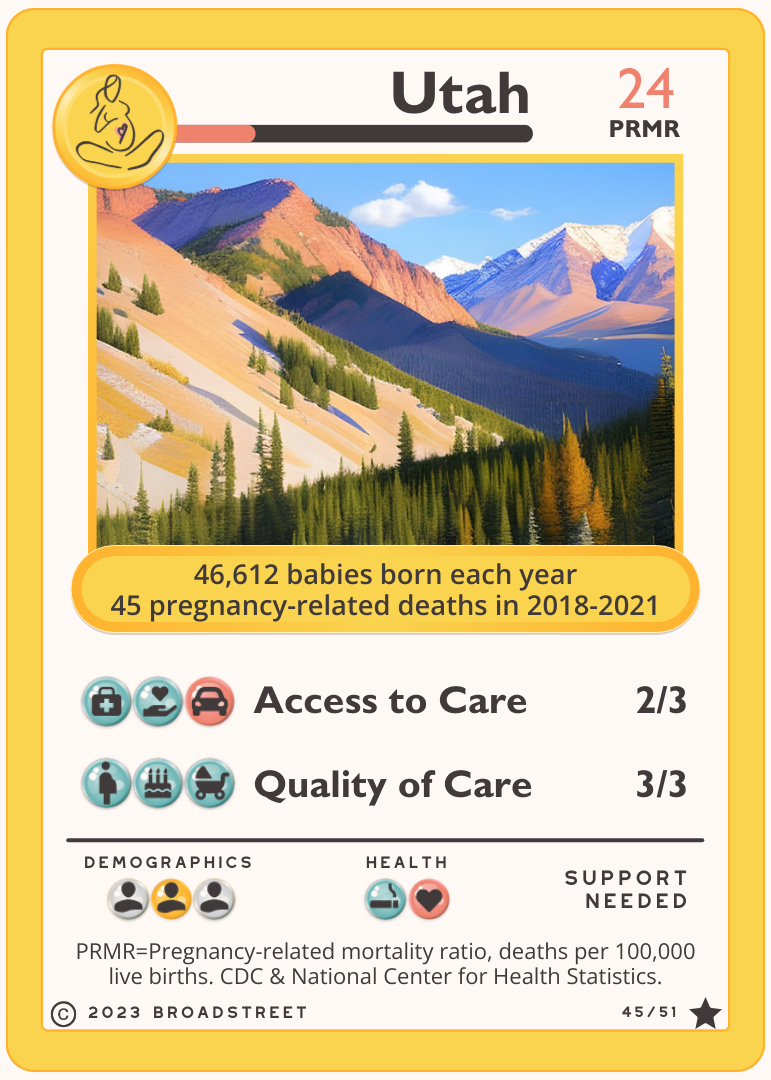 Utah
24
PRMR
46,612 babies born each year
45 pregnancy-related deaths in 2018-2021
Access to Care 2/3
Quality of Care 3/3
DEMOGRAPHICS
HEALTH
SUPPORT
NEEDED
PRMR=Pregnancy-related mortality ratio, deaths per 100,000
live births. CDC & National Center for Health Statistics.
© 2023 BROADSTREET
45/51